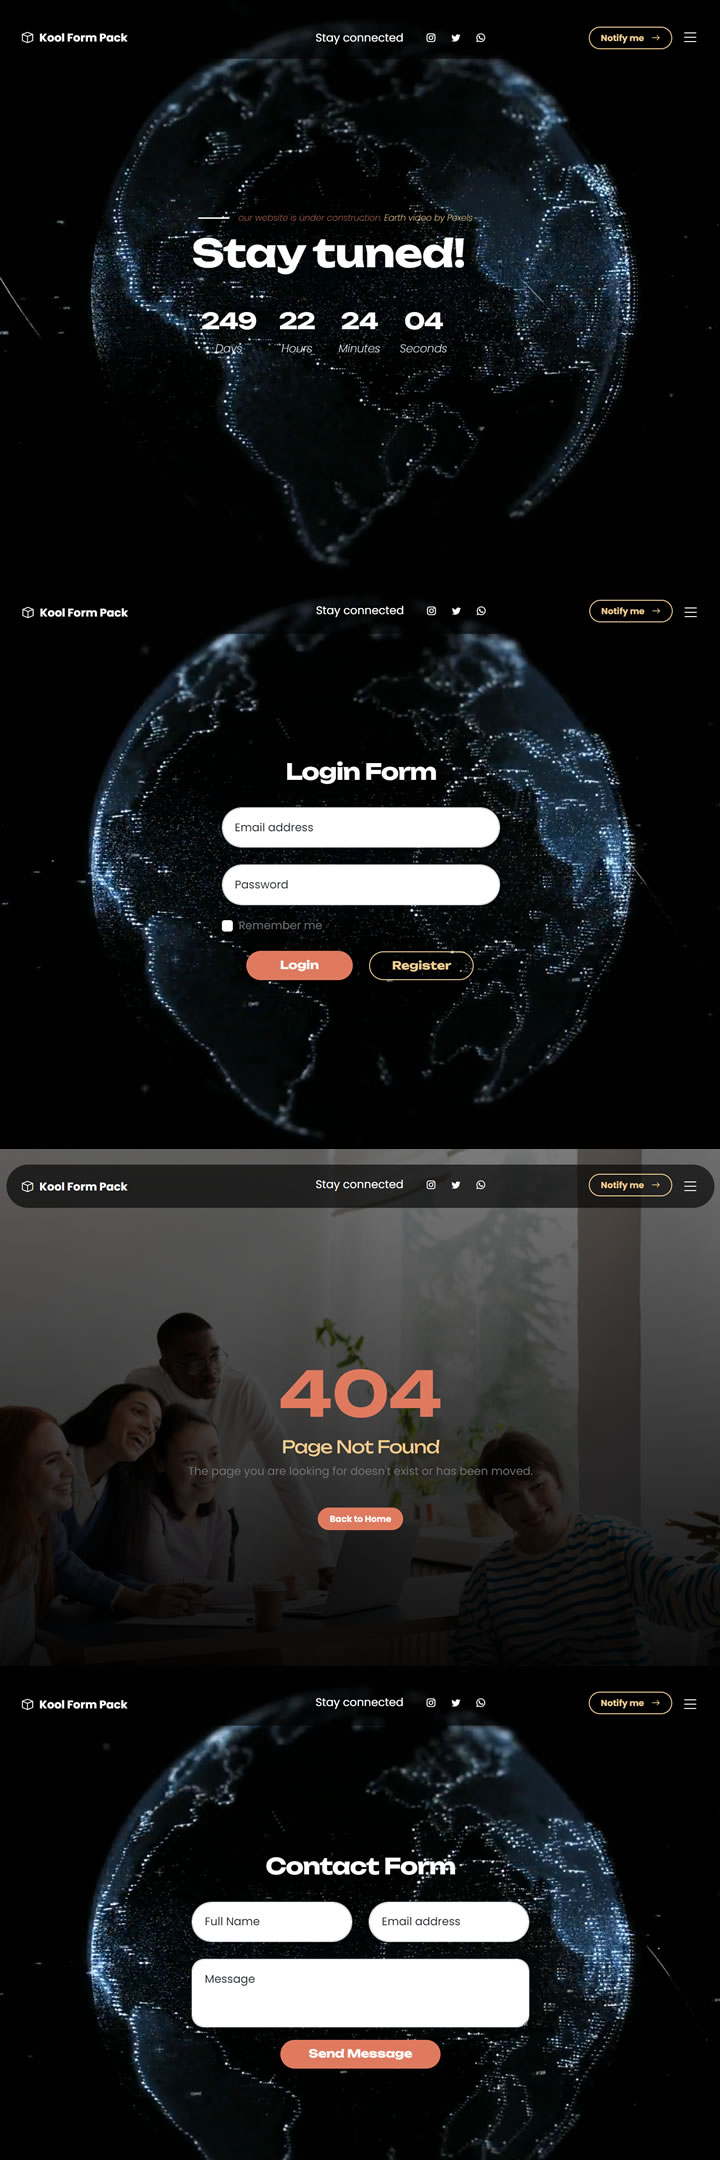 Kool Form Pack
Stay connected
Notify me
our website is under construction. Earth video by Pexels
Stay tuned!
249 22 24 04
Days Hours Minutes Seconds
Kool Form Pack
Stay connected
Notify me
Login Form
Email address
Password
Remember me
Login
Register
Kool Form Pack
Stay connected
Notify me
404
Page Not Found
The page you are looking for doesn't exist or has been moved.
Back to Home
Kool Form Pack
Stay connected
Notify me
Contact Form
Full Name
Email address
Message
Send Message